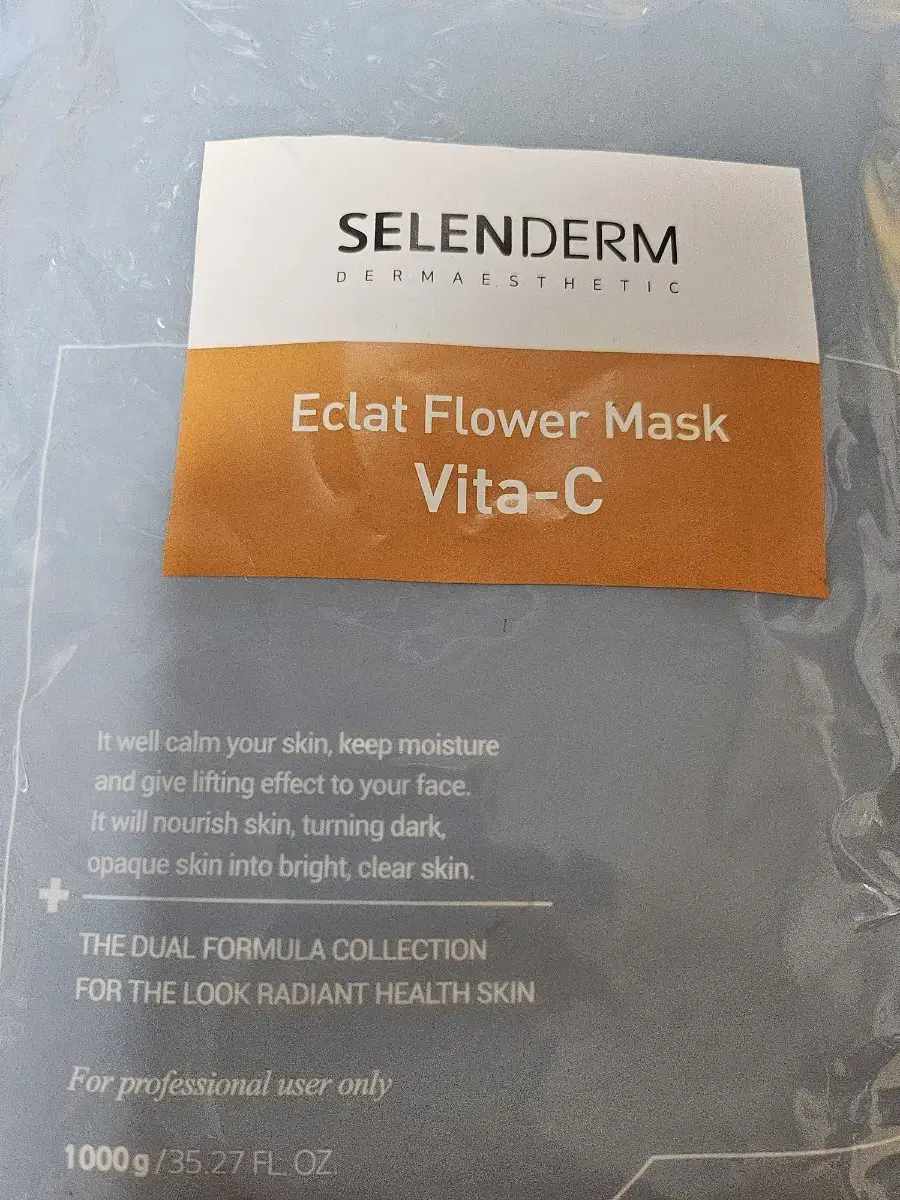 SELENDERM
DERMAESTHETIC
Eclat Flower Mask
Vita-C
It well calm your skin, keep moisture
and give lifting effect to your face.
It will nourish skin, turning dark,
opaque skin into bright, clear skin.
THE DUAL FORMULA COLLECTION
FOR THE LOOK RADIANT HEALTH SKIN
For professional user only
1000g/35.27 FL.OZ.